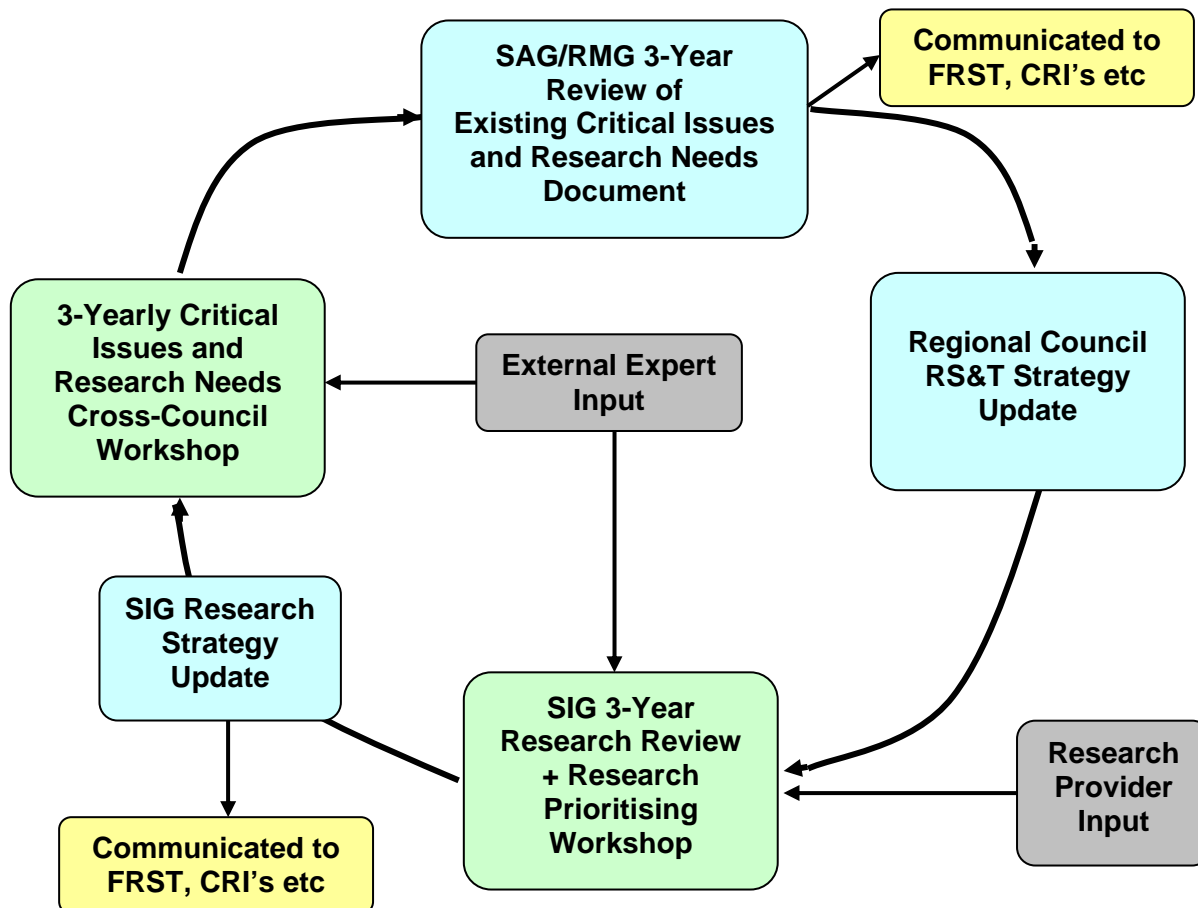 SAG/RMG 3-Year
Review of
Existing Critical Issues
and Research Needs
Document
Communicated to
FRST, CRI’s etc
3-Yearly Critical
Issues and
Research Needs
Cross-Council
Workshop
External Expert
Input
Regional Council
RS&T Strategy
Update
SIG Research
Strategy
Update
SIG 3-Year
Research Review
+ Research
Prioritising
Workshop
Research
Provider
Input
Communicated to
FRST, CRI’s etc